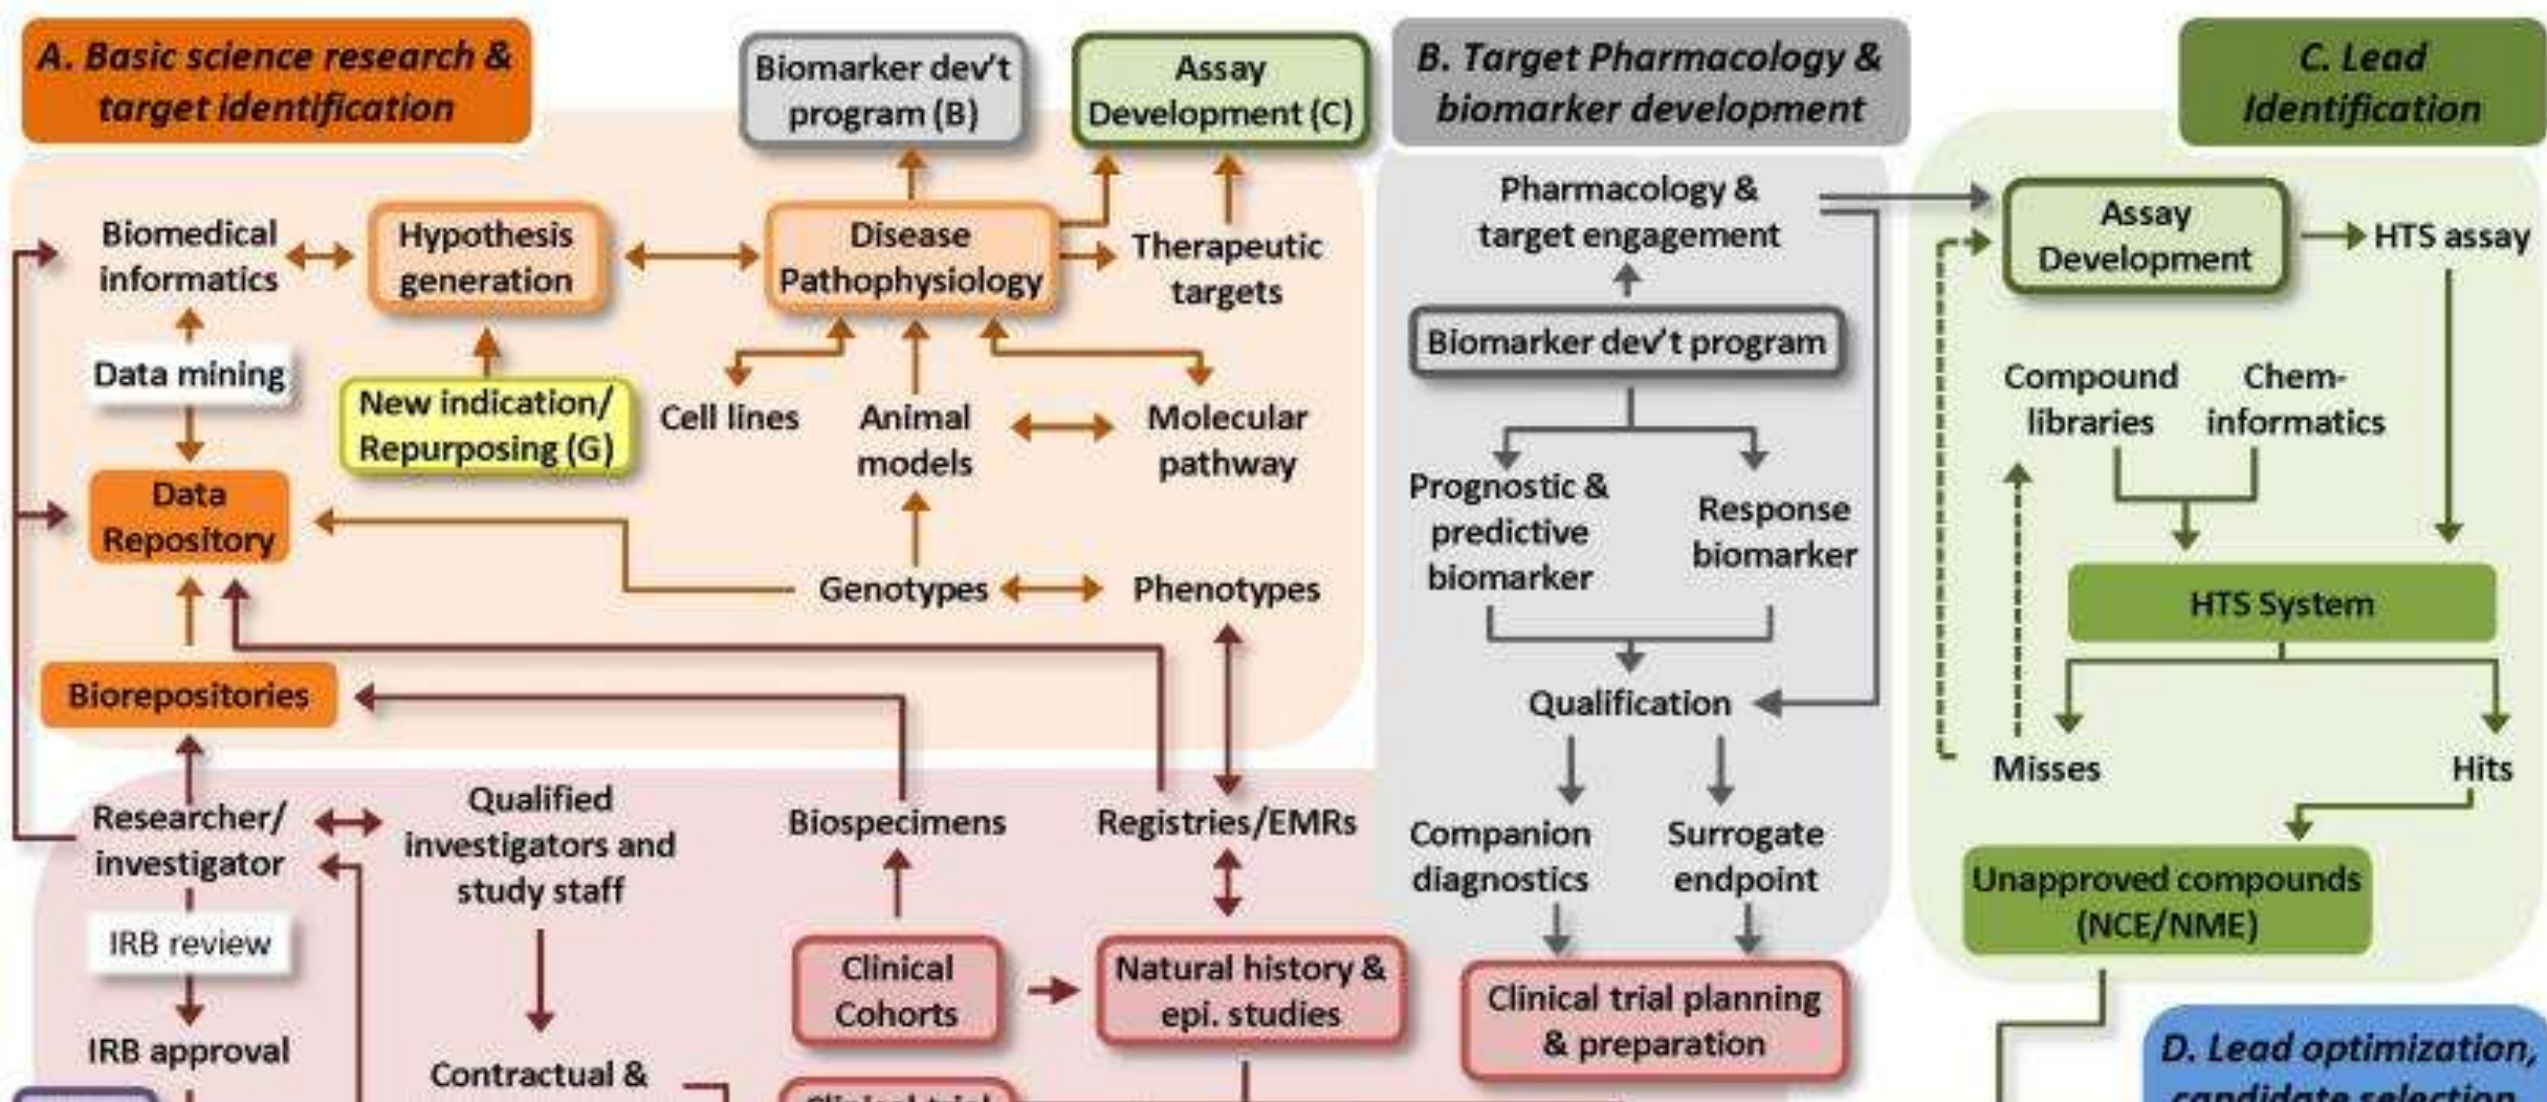 A. Basic science research &
target identification
Biomarker dev't
program (B)
Assay
Development (C)
Biomedical
informatics
Hypothesis
generation
Disease
Pathophysiology
Therapeutic
targets
Data mining
New indication/
Repurposing (G)
Cell lines
Animal
models
Molecular
pathway
Data
Repository
Genotypes
Phenotypes
Biorepositories
Researcher/
investigator
Qualified
investigators and
study staff
Biospecimens
Registries/EMRs
IRB review
IRB approval
Clinical
Cohorts
Natural history &
epi. studies
Contractual &
Clinical trial
B. Target Pharmacology &
biomarker development
Pharmacology &
target engagement
Biomarker dev't program
Prognostic &
predictive
biomarker
Response
biomarker
Qualification
Companion
diagnostics
Surrogate
endpoint
Clinical trial planning
& preparation
C. Lead
Identification
Assay
Development
HTS assay
Compound
libraries
Chem-
informatics
HTS System
Misses
Hits
Unapproved compounds
(NCE/NME)
D. Lead optimization,
candidate selection